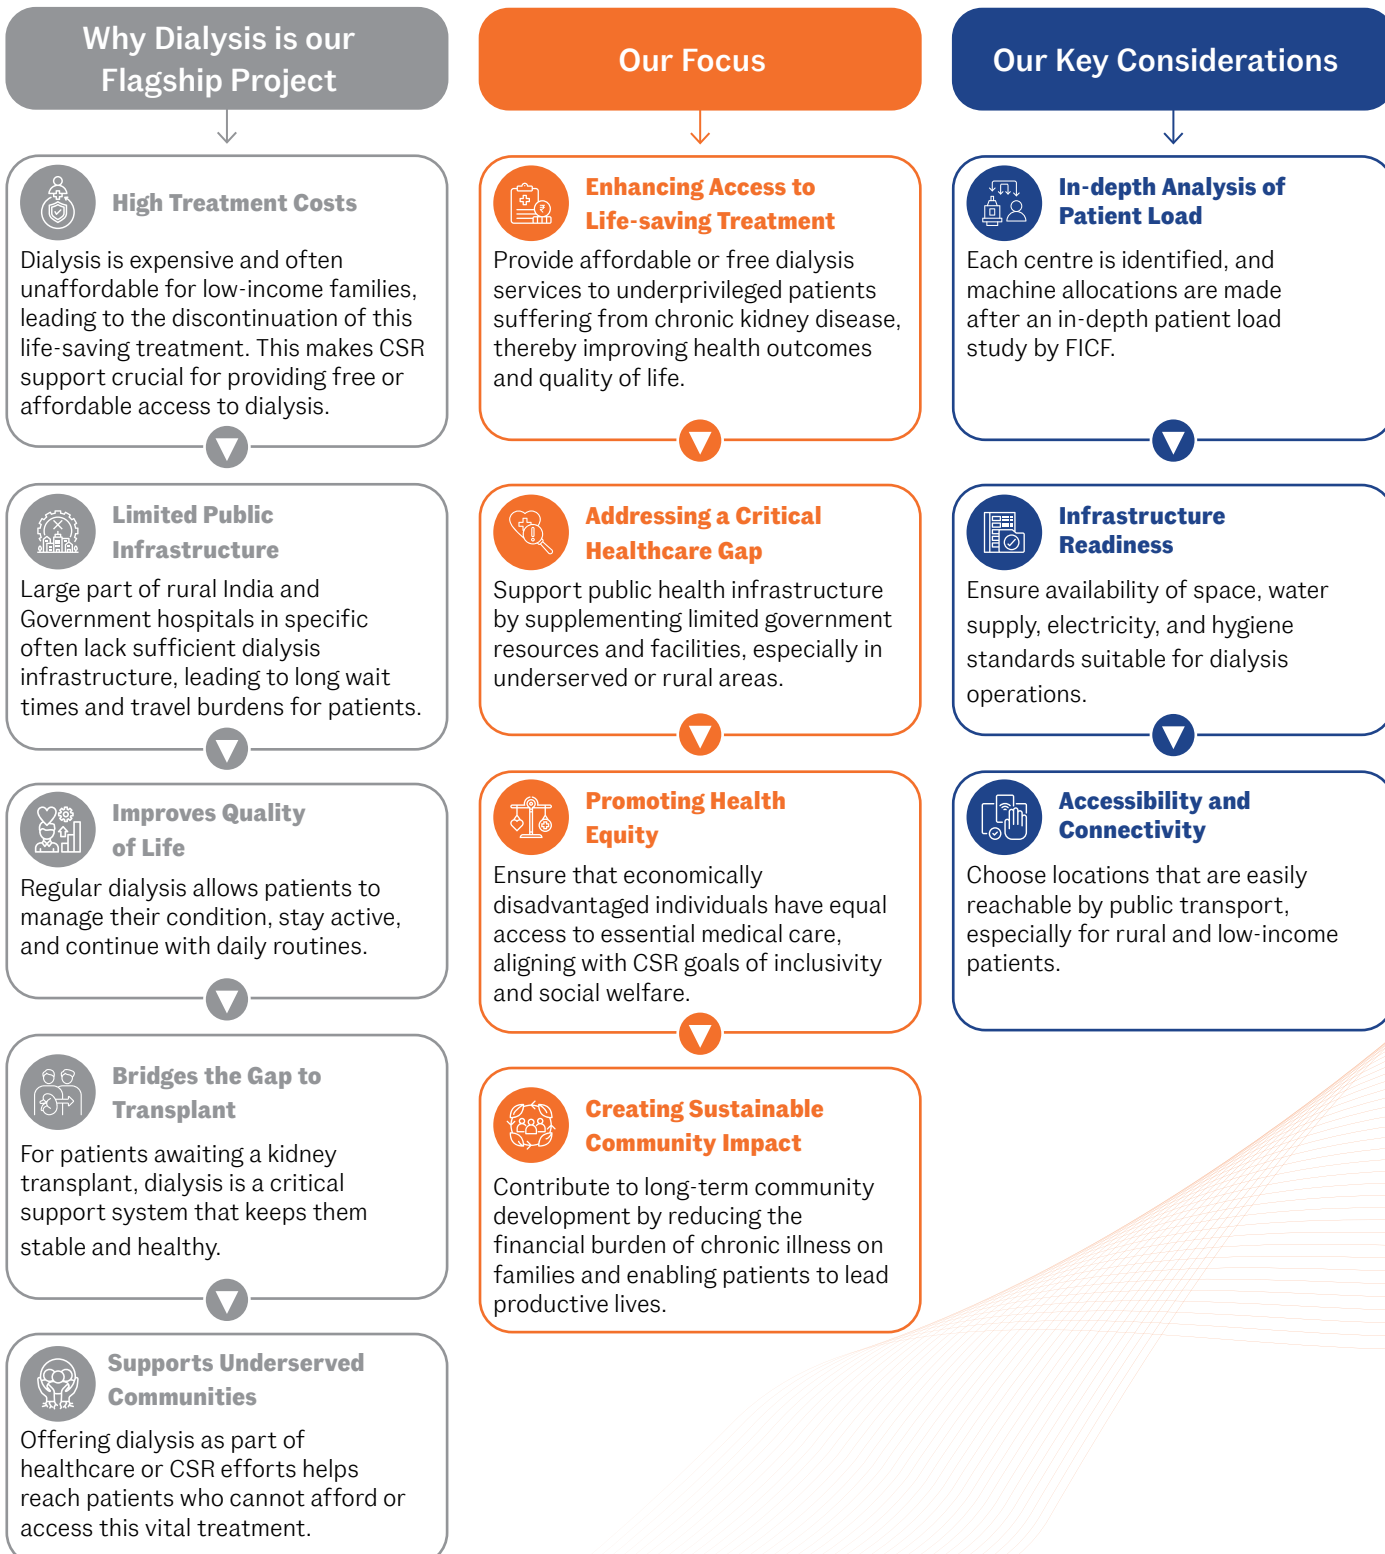 Why Dialysis is our
Flagship Project
High Treatment Costs
Dialysis is expensive and often
unaffordable for low-income families,
leading to the discontinuation of this
life-saving treatment. This makes CSR
support crucial for providing free or
affordable access to dialysis.
Limited Public
Infrastructure
Large part of rural India and
Government hospitals in specific
often lack sufficient dialysis
infrastructure, leading to long wait
times and travel burdens for patients.
Improves Quality
of Life
Regular dialysis allows patients to
manage their condition, stay active,
and continue with daily routines.
Bridges the Gap to
Transplant
For patients awaiting a kidney
transplant, dialysis is a critical
support system that keeps them
stable and healthy.
Supports Underserved
Communities
Offering dialysis as part of
healthcare or CSR efforts helps
reach patients who cannot afford or
access this vital treatment.
Our Focus
Enhancing Access to
Life-saving Treatment
Provide affordable or free dialysis
services to underprivileged patients
suffering from chronic kidney disease,
thereby improving health outcomes
and quality of life.
Addressing a Critical
Healthcare Gap
Support public health infrastructure
by supplementing limited government
resources and facilities, especially in
underserved or rural areas.
Promoting Health
Equity
Ensure that economically
disadvantaged individuals have equal
access to essential medical care,
aligning with CSR goals of inclusivity
and social welfare.
Creating Sustainable
Community Impact
Contribute to long-term community
development by reducing the
financial burden of chronic illness on
families and enabling patients to lead
productive lives.
Our Key Considerations
In-depth Analysis of
Patient Load
Each centre is identified, and
machine allocations are made
after an in-depth patient load
study by FICF.
Infrastructure
Readiness
Ensure availability of space, water
supply, electricity, and hygiene
standards suitable for dialysis
operations.
Accessibility and
Connectivity
Choose locations that are easily
reachable by public transport,
especially for rural and low-income
patients.